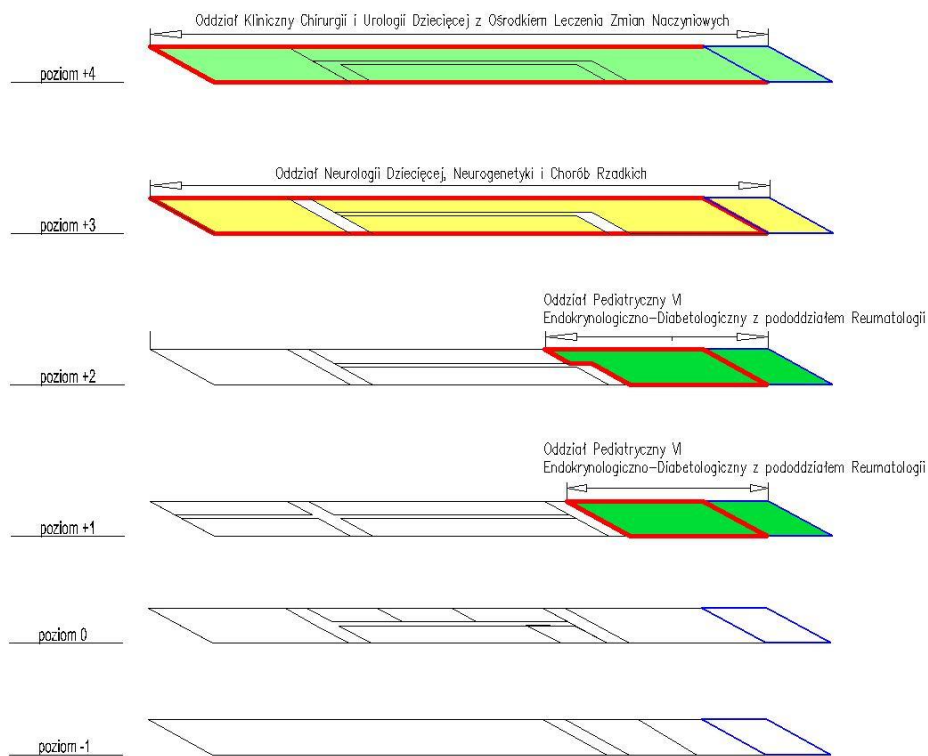 Oddział Kliniczny Chirurgii i Urologii Dziecięcej z Ośrodkiem Leczenia Zmian Naczyniowych
poziom +4
Oddział Neurologii Dziecięcej, Neurogenetyki i Chorób Rzadkich
poziom +3
Oddział Pediatryczny VI
Endokrynologiczno-Diabetologiczny z pododdziałem Reumatologii
poziom +2
Oddział Pediatryczny VI
Endokrynologiczno-Diabetologiczny z pododdziałem Reumatologii
poziom +1
poziom 0
poziom -1